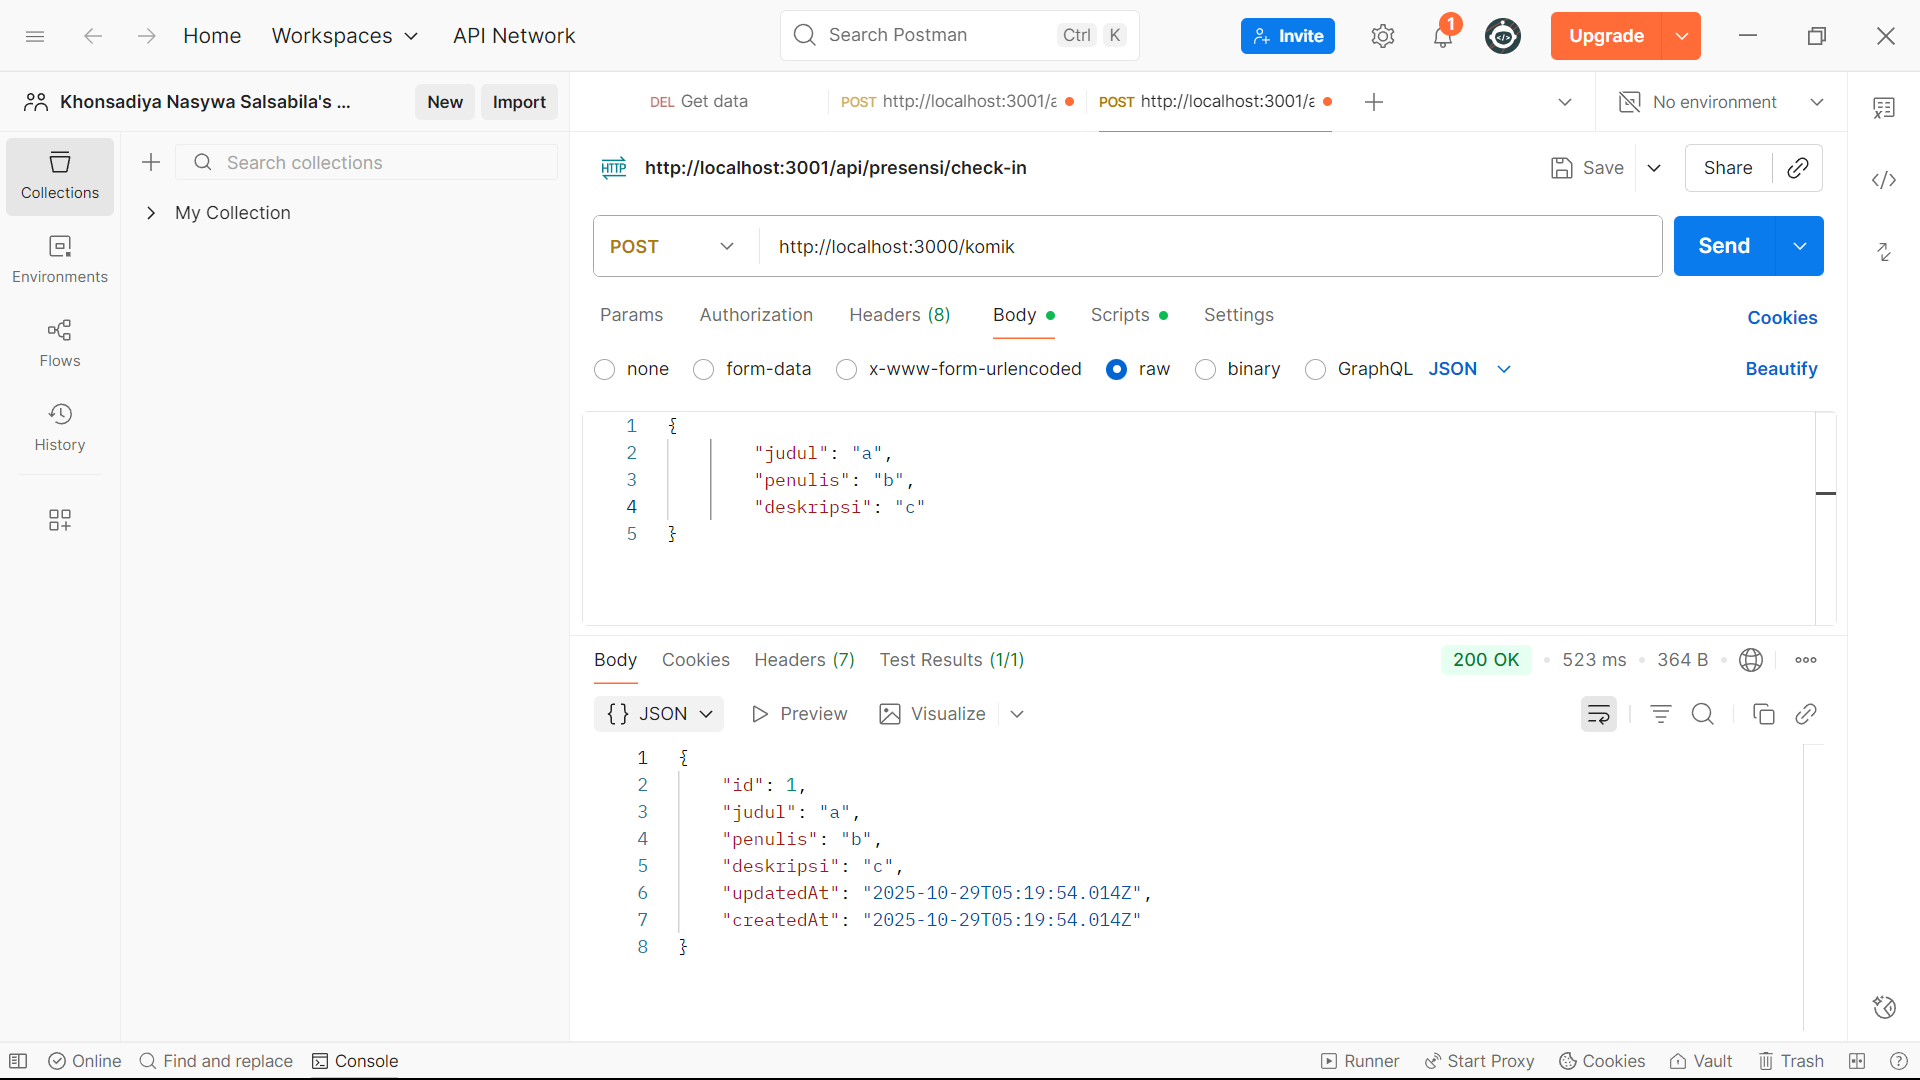 Home Workspaces API Network Search Postman Ctrl K Invite 1 Upgrade
Khonsadiya Nasywa Salsabila's ... New Import DEL Get data POST http://localhost:3001/a POST http://localhost:3001/a No environment
Collections
Search collections
My Collection
Environments
Flows
History
HTTP http://localhost:3001/api/presensi/check-in Save Share
POST http://localhost:3000/komik Send
Params Authorization Headers (8) Body Scripts Settings Cookies
none form-data x-www-form-urlencoded raw binary GraphQL JSON Beautify
1 {
2 "judul": "a",
3 "penulis": "b",
4 "deskripsi": "c"
5 }
Body Cookies Headers (7) Test Results (1/1) 200 OK 523 ms 364 B
{} JSON Preview Visualize
1 {
2 "id": 1,
3 "judul": "a",
4 "penulis": "b",
5 "deskripsi": "c",
6 "updatedAt": "2025-10-29T05:19:54.014Z",
7 "createdAt": "2025-10-29T05:19:54.014Z"
8 }
Online Find and replace Console Runner Start Proxy Cookies Vault Trash